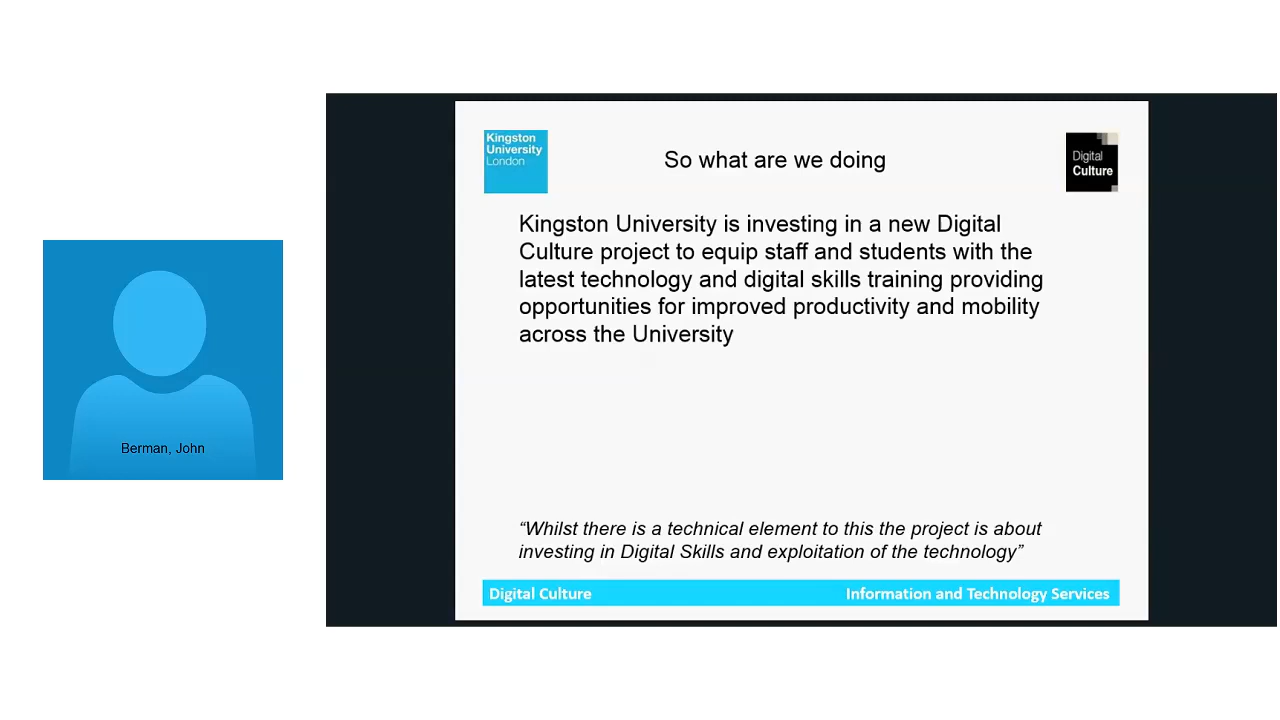 Kingston
University
London
So what are we doing
Digital
Culture
Kingston University is investing in a new Digital
Culture project to equip staff and students with the
latest technology and digital skills training providing
opportunities for improved productivity and mobility
across the University
Berman, John
“Whilst there is a technical element to this the project is about
investing in Digital Skills and exploitation of the technology”
Digital Culture
Information and Technology Services